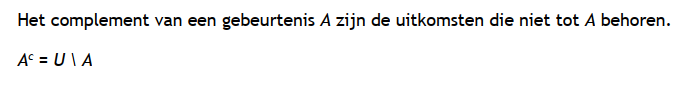 Het complement van een gebeurtenis A zijn de uitkomsten die niet tot A behoren.
Aᶜ = U \ A